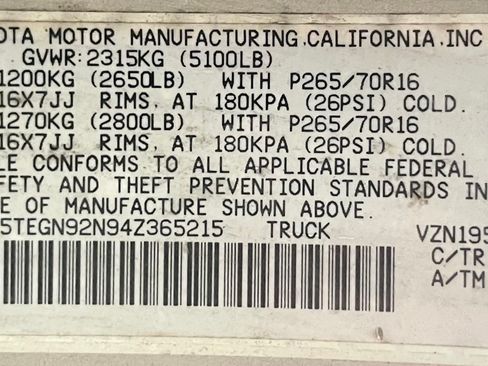 OTA MOTOR MANUFACTURING,CALIFORNIA,INC
GVWR:2315KG (5100LB)
1200KG (2650LB) WITH P265/70R16
16X7JJ RIMS, AT 180KPA (26PSI) COLD.
1270KG (2800LB) WITH P265/70R16
16X7JJ RIMS, AT 180KPA (26PSI) COLD.
LE CONFORMS TO ALL APPLICABLE FEDERAL
FETY AND THEFT PREVENTION STANDARDS IN
E OF MANUFACTURE SHOWN ABOVE.
5TEGN92N94Z365215 TRUCK VZN195
C/TR
A/TM